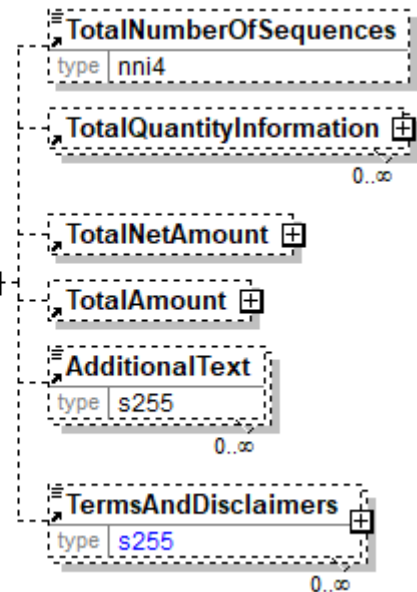 TotalNumberOfSequences
type nni4
TotalQuantityInformation
0..∞
TotalNetAmount
TotalAmount
AdditionalText
type s255
0..∞
TermsAndDisclaimers
type s255
0..∞